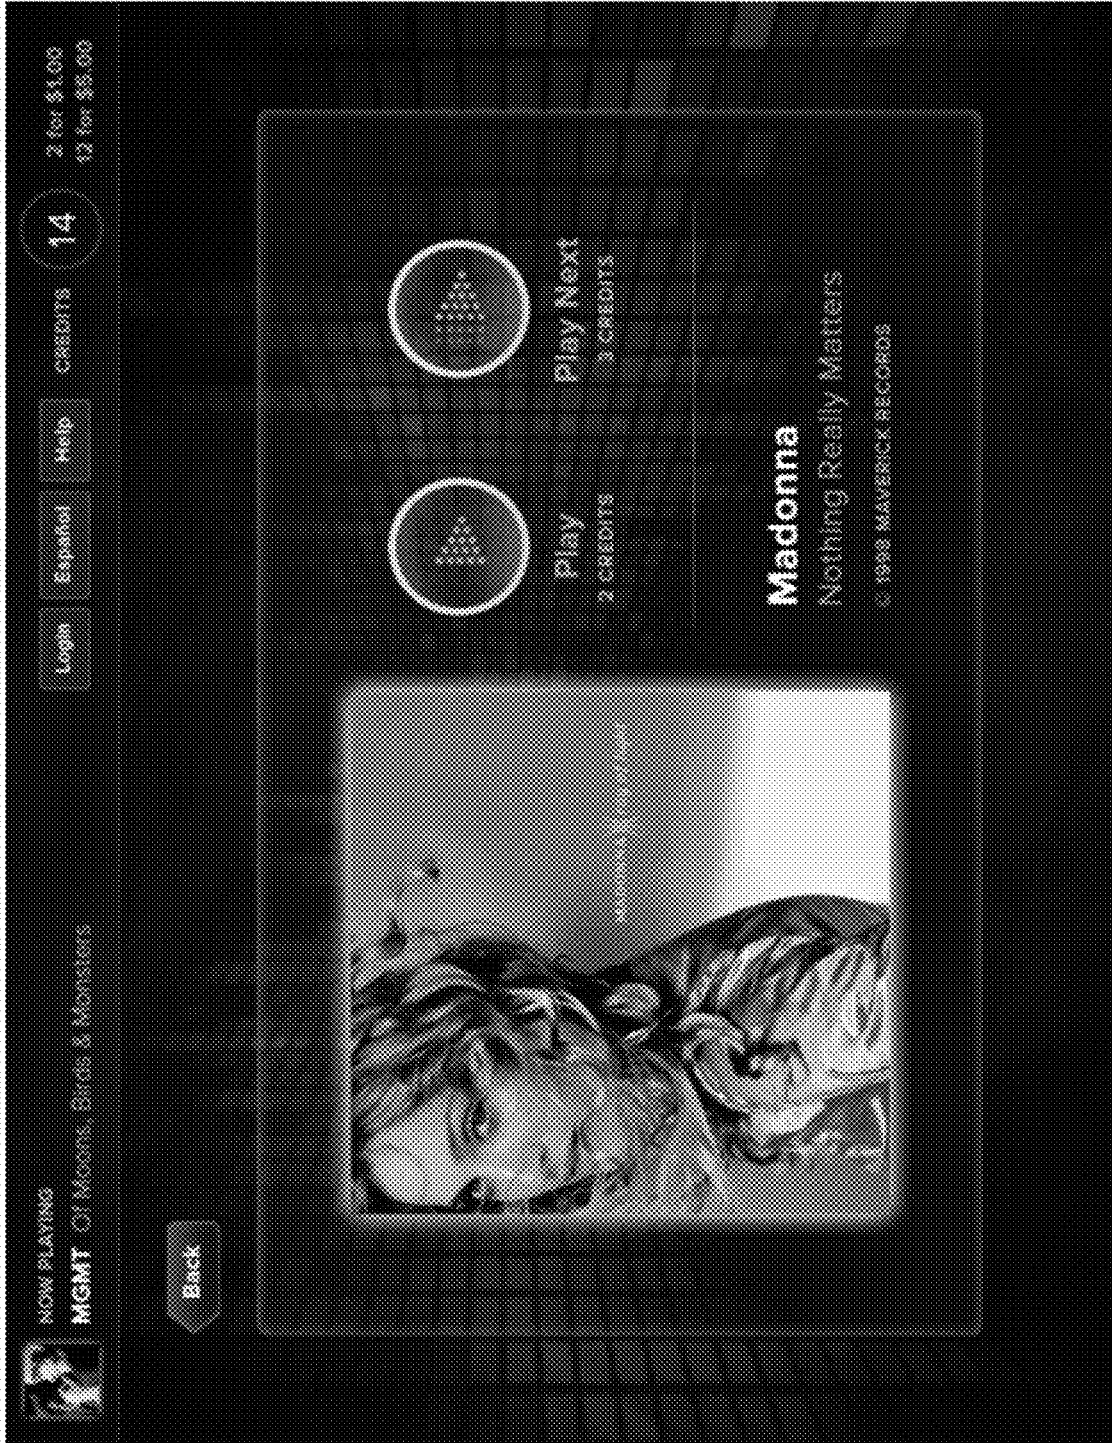 NOW PLAYING
MGMT Of Moons, Birds & Monsters
Login
Español
Help
CREDITS
14
2 for $1.00
12 for $5.00
Back
Play
2 CREDITS
Play Next
3 CREDITS
Madonna
Nothing Really Matters
© 1999 MAVERICK RECORDS